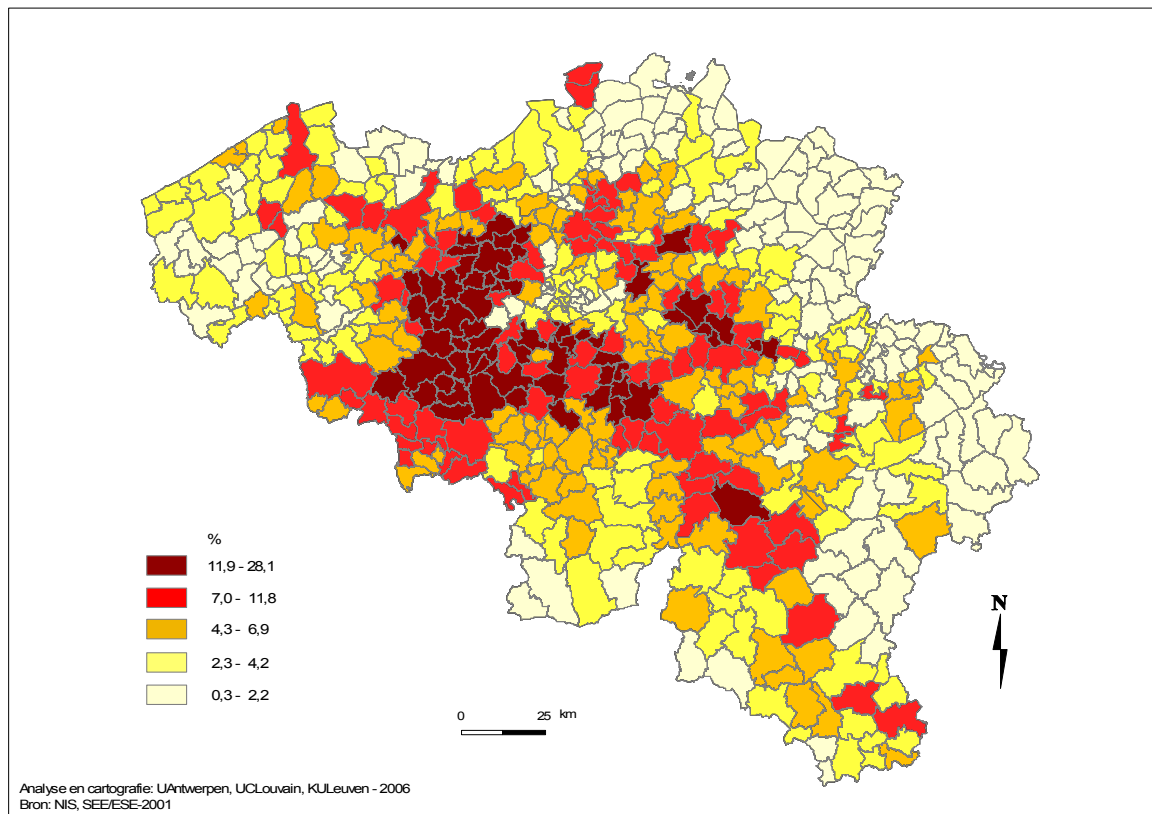 %
11,9 - 28,1
7,0 - 11,8
4,3 - 6,9
2,3 - 4,2
0,3 - 2,2
N
0 25 km
Analyse en cartografie: UAntwerpen, UCLouvain, KULeuven - 2006
Bron: NIS, SEE/ESE-2001